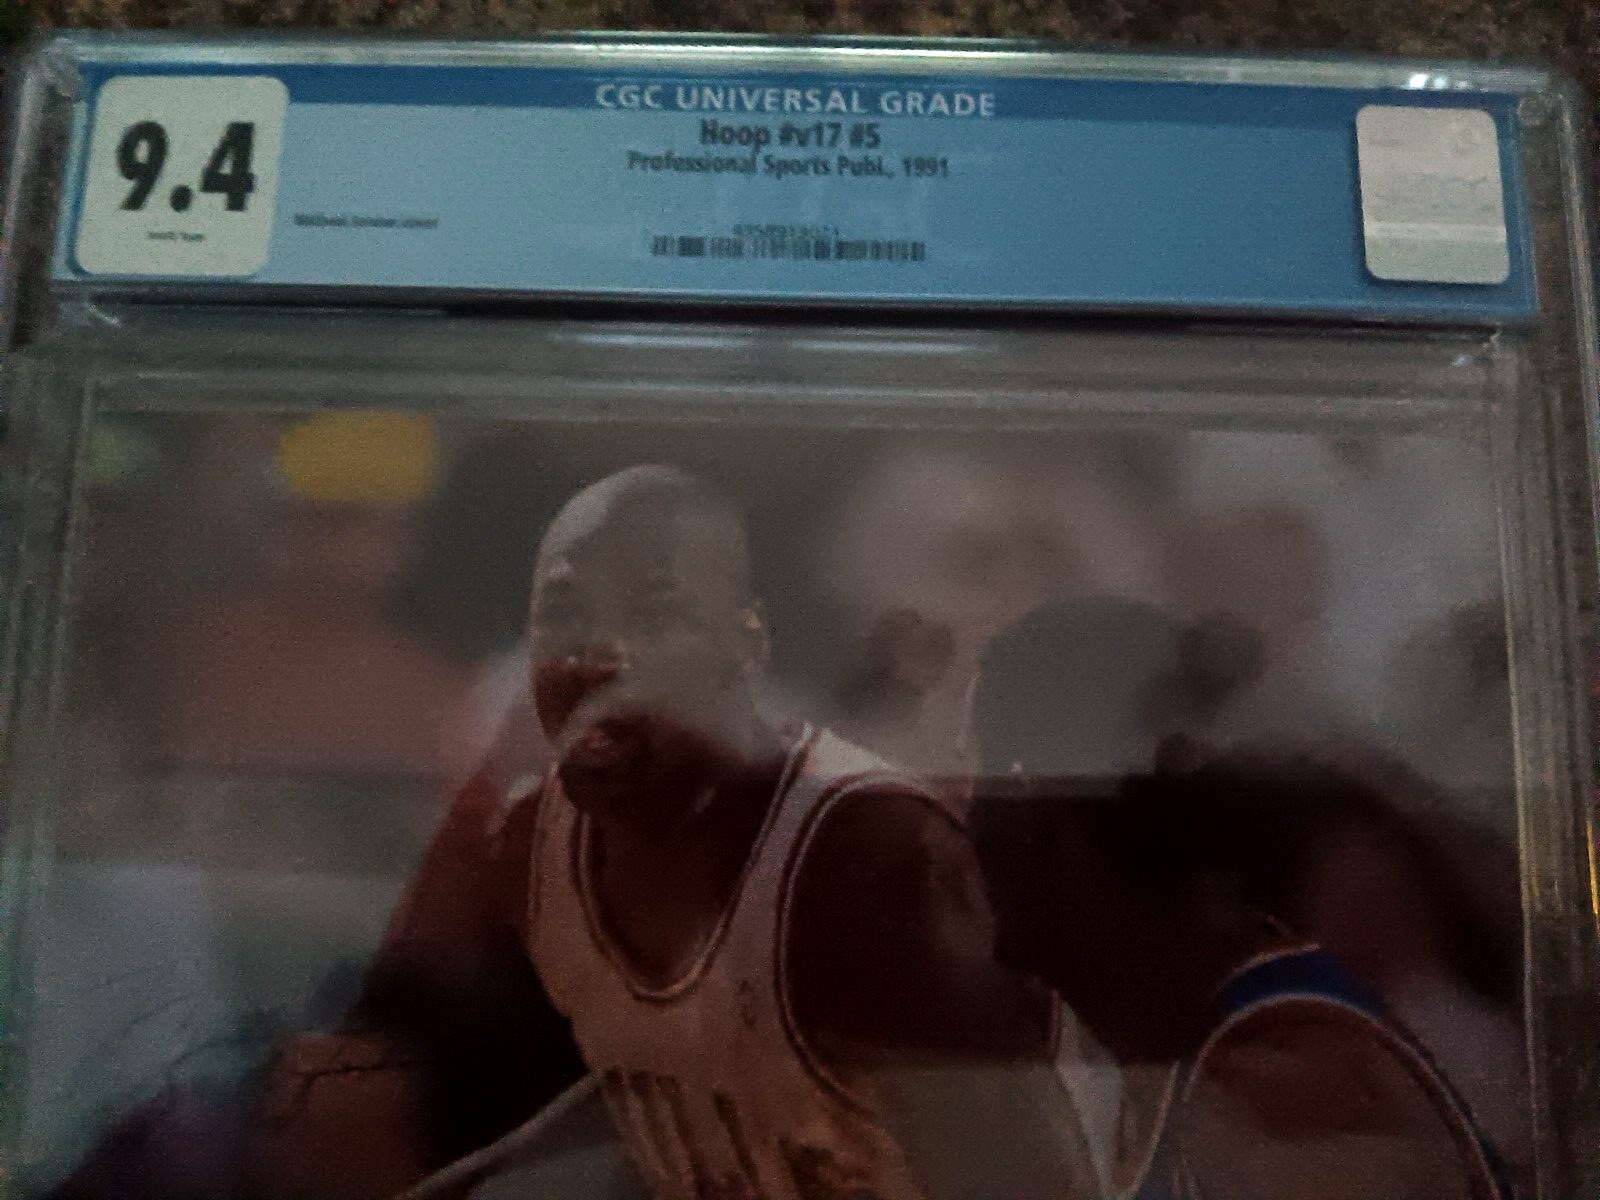 CGC UNIVERSAL GRADE
9.4
Hoop #v17 #5
Professional Sports Publ., 1991